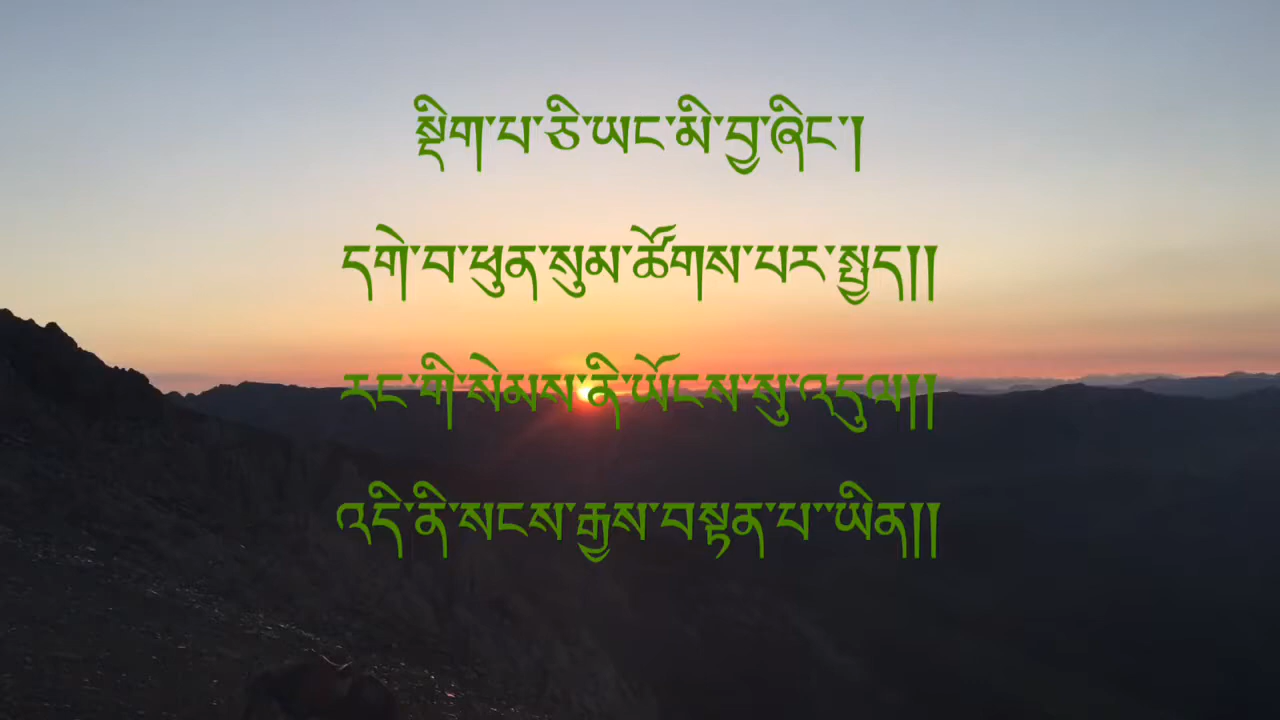 སྡིག་པ་ཅི་ཡང་མི་བྱ་ཞིང་།
དགེ་བ་ཕུན་སུམ་ཚོགས་པར་སྤྱད།།
རང་གི་སེམས་ནི་ཡོངས་སུ་འདུལ།།
འདི་ནི་སངས་རྒྱས་བསྟན་པ་་ཡིན།།